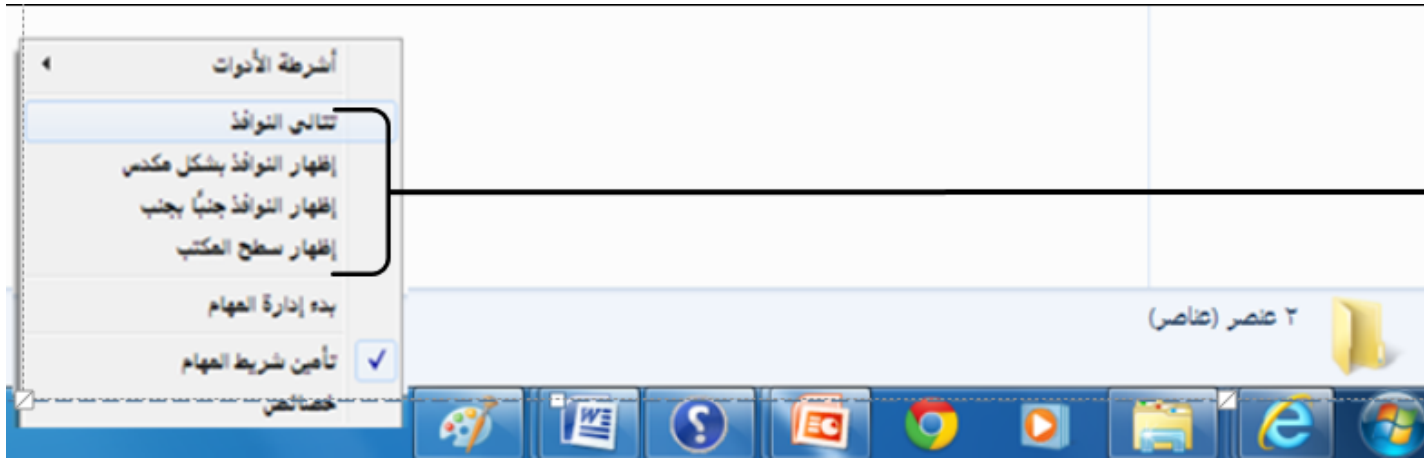 أشرطة الأدوات
تتالي النوافذ
إظهار النوافذ بشكل مكدس
إظهار النوافذ جنبًا بجنب
إظهار سطح المكتب
بدء إدارة المهام
تأمين شريط المهام
خصائص
٢ عنصر (عناصر)